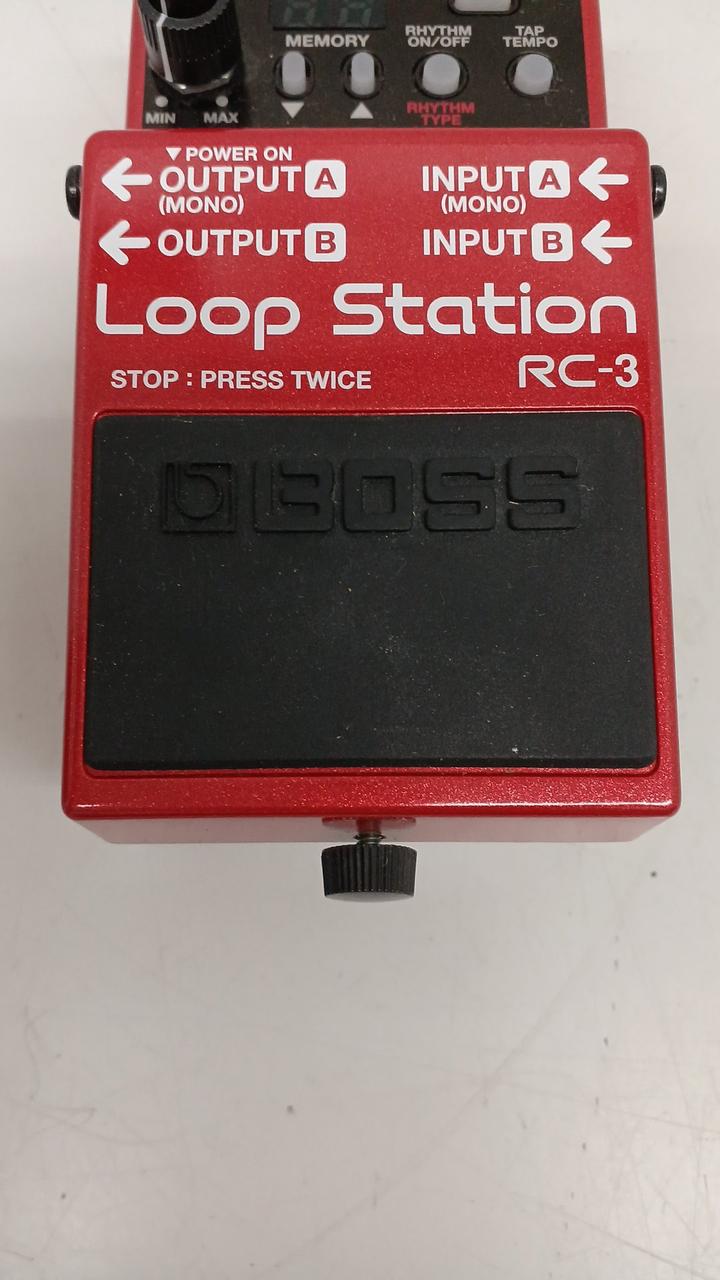 MEMORY
RHYTHM
ON/OFF
TAP
TEMPO
MIN
MAX
RHYTHM
TYPE
▼POWER ON
OUTPUT A
(MONO)
INPUT A
(MONO)
OUTPUT B
INPUT B
Loop Station
STOP : PRESS TWICE
RC-3
BOSS